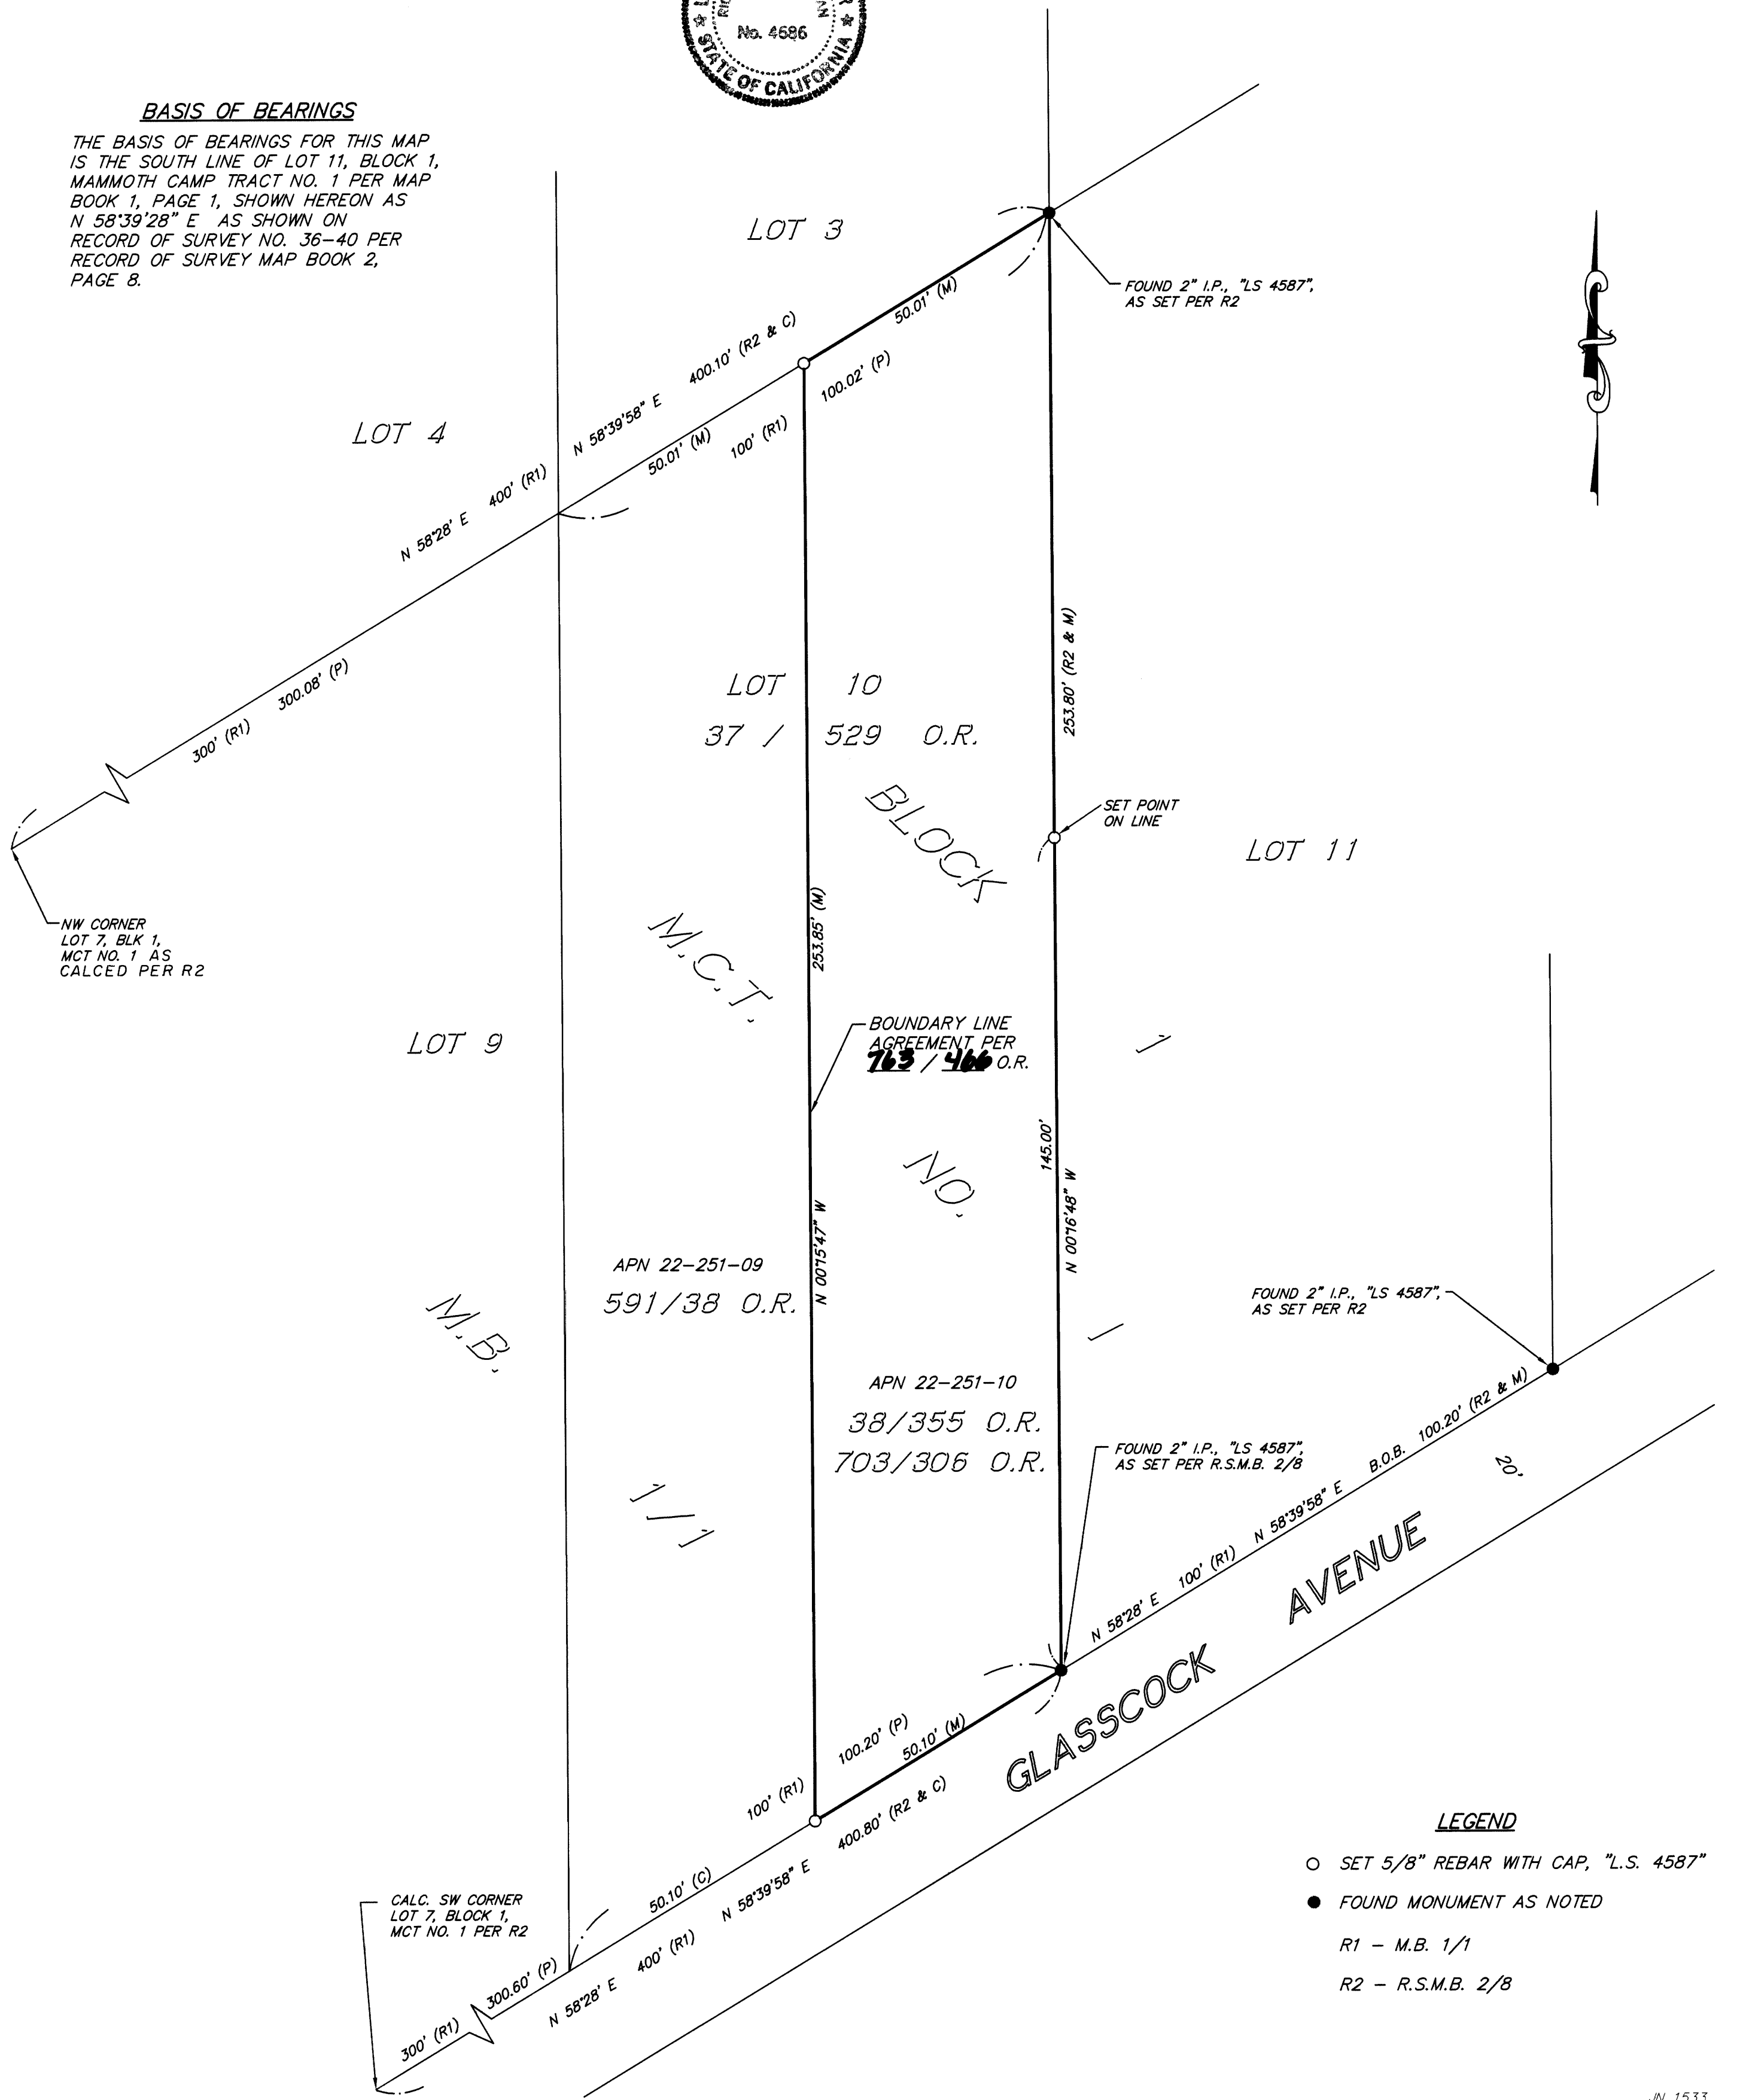 No. 4686
STATE OF CALIFORNIA
BASIS OF BEARINGS
THE BASIS OF BEARINGS FOR THIS MAP
IS THE SOUTH LINE OF LOT 11, BLOCK 1,
MAMMOTH CAMP TRACT NO. 1 PER MAP
BOOK 1, PAGE 1, SHOWN HEREON AS
N 58°39'28" E AS SHOWN ON
RECORD OF SURVEY NO. 36-40 PER
RECORD OF SURVEY MAP BOOK 2,
PAGE 8.
LOT 3
FOUND 2" I.P., "LS 4587",
AS SET PER R2
50.01' (M)
N 58°39'58" E 400.10' (R2 & C)
100.02' (P)
LOT 4
50.01' (M)
100' (R1)
N 58°28' E 400' (R1)
300' (R1) 300.08' (P)
253.80' (R2 & M)
LOT 10
37 / 529 O.R.
BLOCK
SET POINT
ON LINE
LOT 11
NW CORNER
LOT 7, BLK 1,
MCT NO. 1 AS
CALCED PER R2
253.85' (M)
M.C.T.
LOT 9
BOUNDARY LINE
AGREEMENT PER
763 / 466 O.R.
1
145.00'
NO.
N 00°15'47" W
N 00°16'48" W
APN 22-251-09
591/38 O.R.
M.B.
1
FOUND 2" I.P., "LS 4587",
AS SET PER R2
APN 22-251-10
38/355 O.R.
703/306 O.R.
FOUND 2" I.P., "LS 4587",
AS SET PER R.S.M.B. 2/8
1/1
N 58°28' E 100' (R1) N 58°39'58" E B.O.B. 100.20' (R2 & M)
20'
GLASSCOCK AVENUE
100.20' (P)
50.10' (M)
100' (R1)
400.80' (R2 & C)
50.10' (C)
N 58°39'58" E
CALC. SW CORNER
LOT 7, BLOCK 1,
MCT NO. 1 PER R2
300' (R1) 300.60' (P)
N 58°28' E 400' (R1)
LEGEND
SET 5/8" REBAR WITH CAP, "L.S. 4587"
FOUND MONUMENT AS NOTED
R1 - M.B. 1/1
R2 - R.S.M.B. 2/8
JN 1533